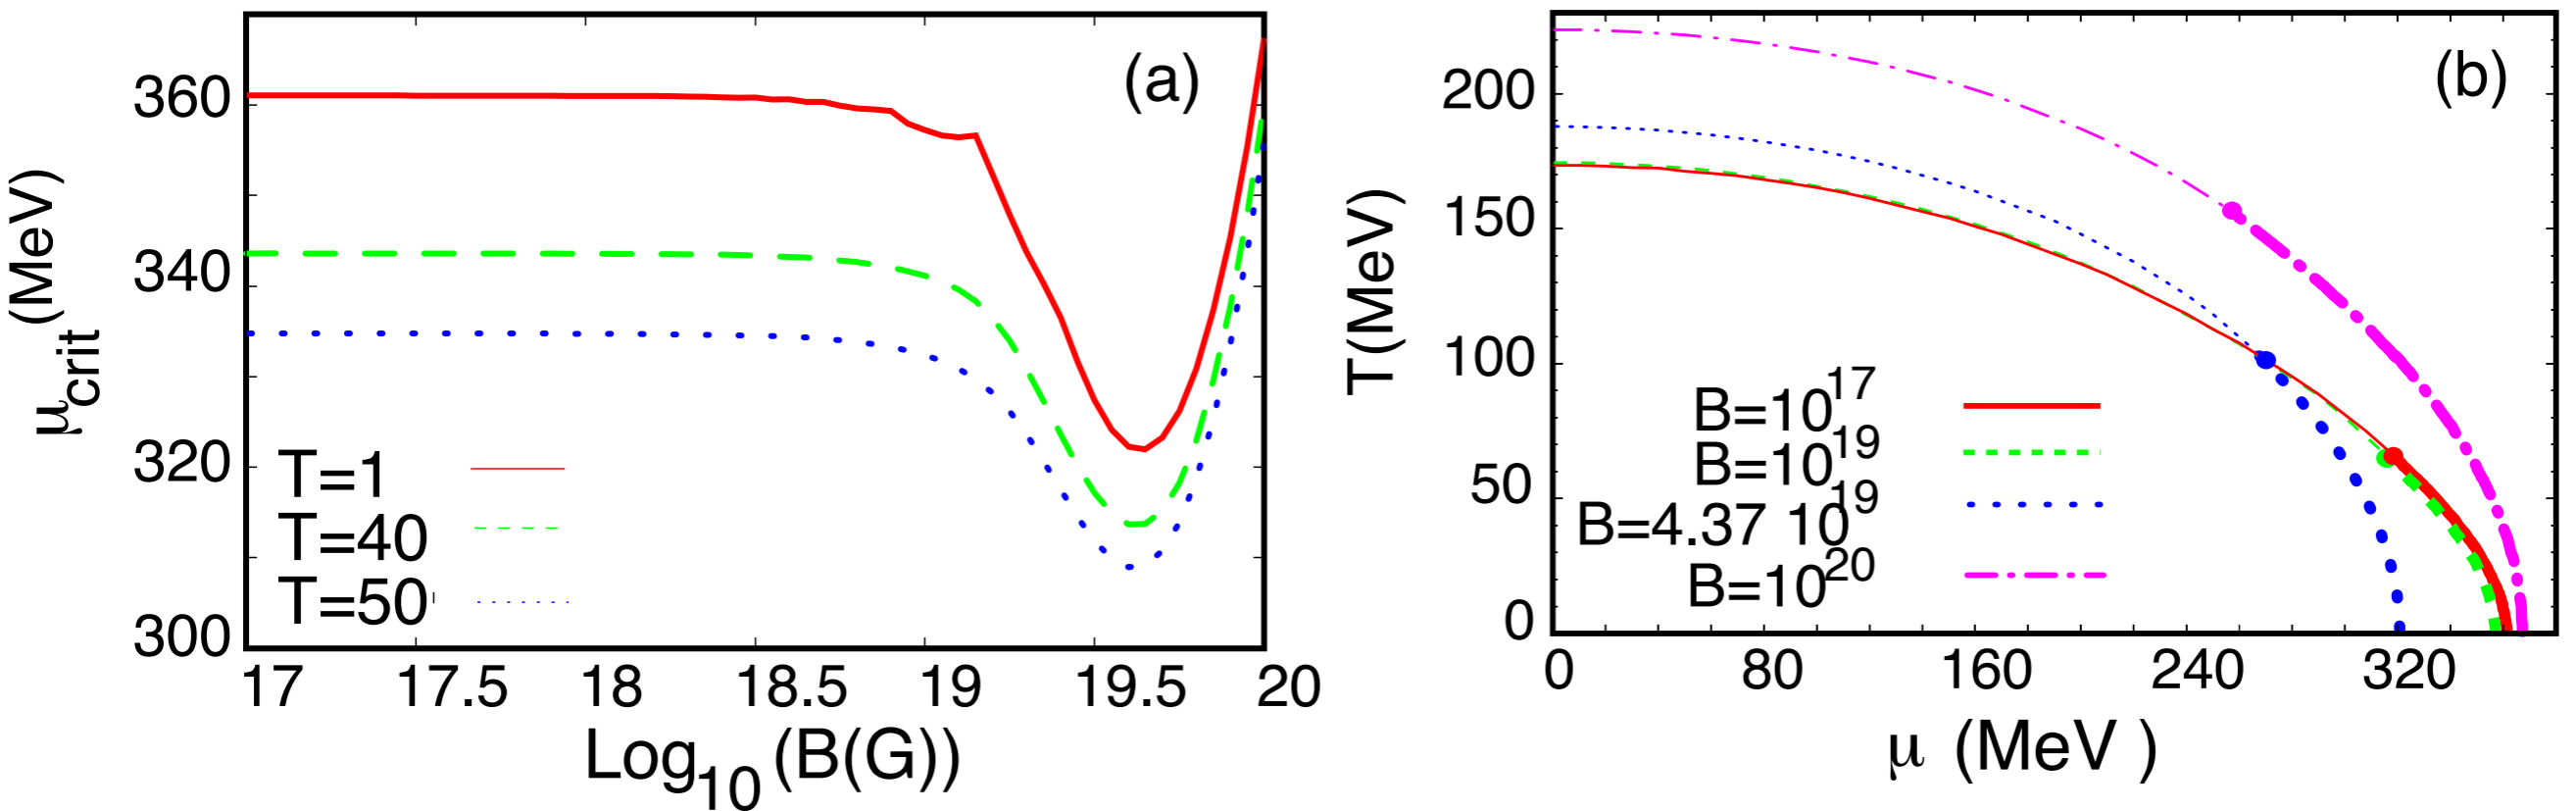 (a)
360
340
320
300
μcrit (MeV)
T=1
T=40
T=50
17 17.5 18 18.5 19 19.5 20
Log10 (B(G))
(b)
200
150
100
50
0
T(MeV)
B=10^17
B=10^19
B=4.37 10^19
B=10^20
0 80 160 240 320
μ (MeV )